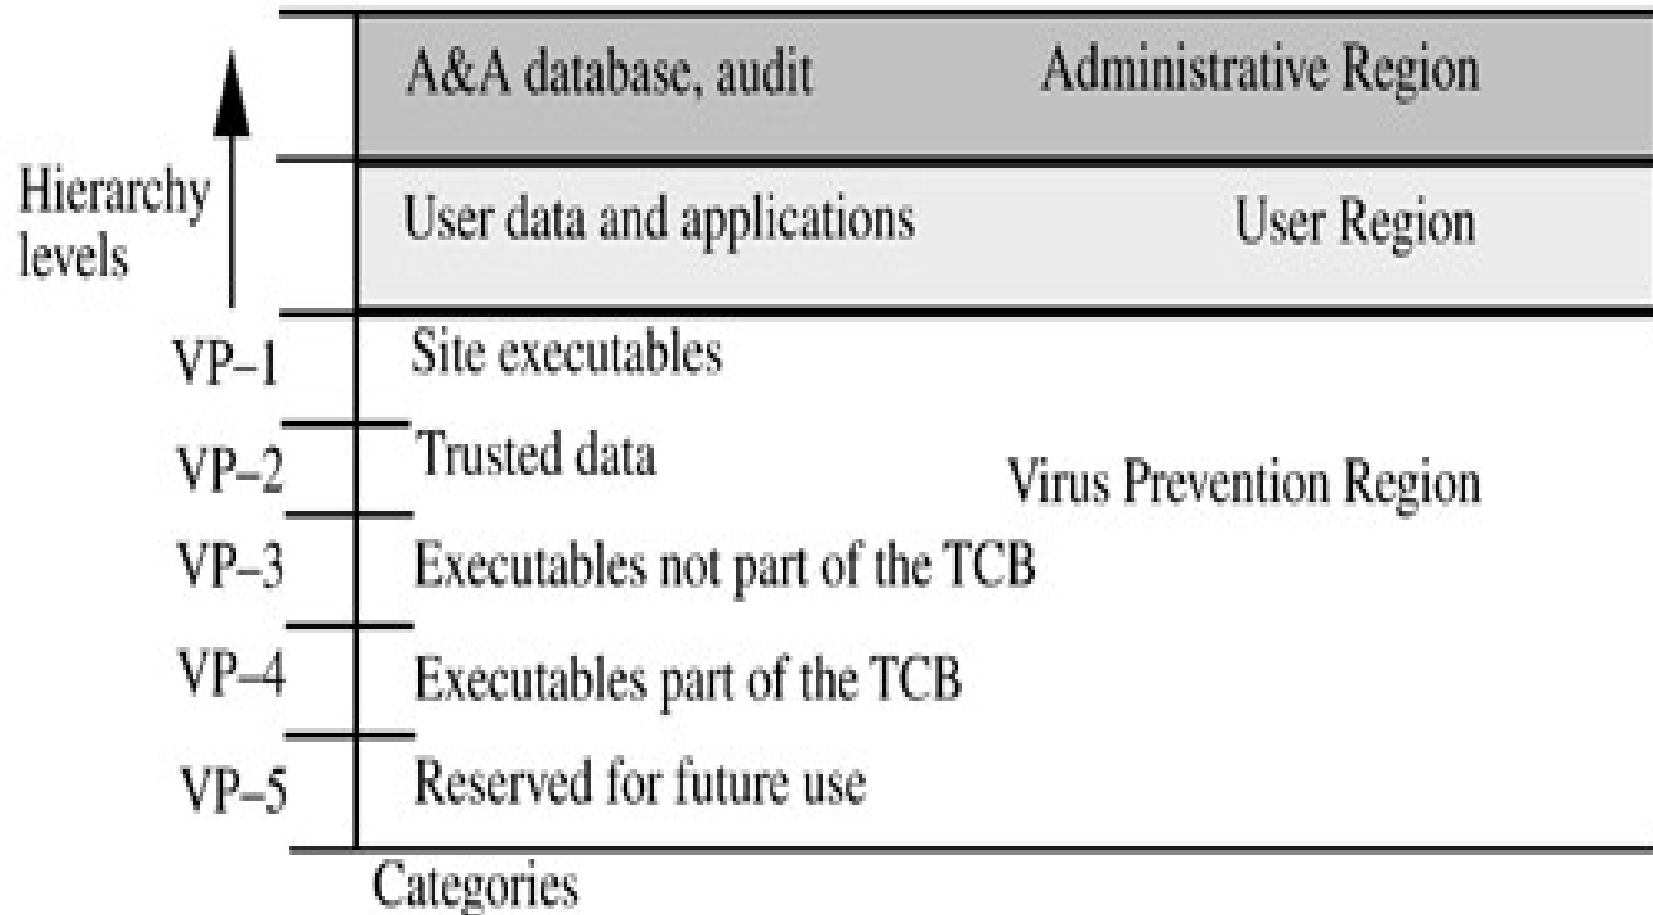 A&A database, audit Administrative Region
Hierarchy
levels
User data and applications User Region
VP–1 Site executables
VP–2 Trusted data
Virus Prevention Region
VP–3 Executables not part of the TCB
VP–4 Executables part of the TCB
VP–5 Reserved for future use
Categories